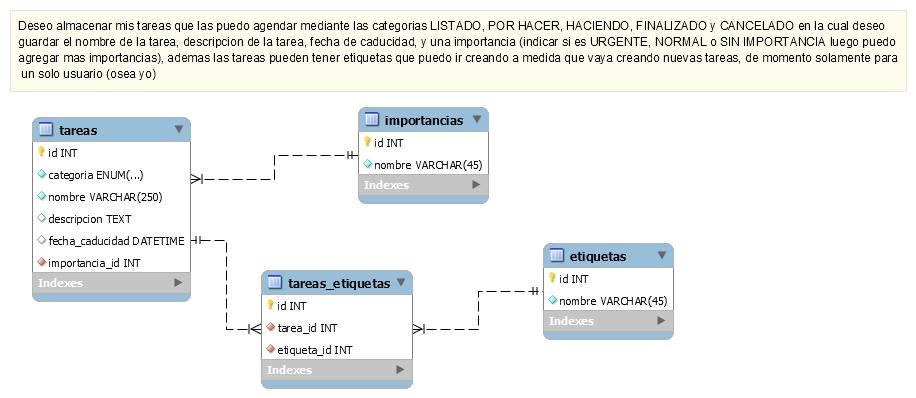 Deseo almacenar mis tareas que las puedo agendar mediante las categorias LISTADO, POR HACER, HACIENDO, FINALIZADO y CANCELADO en la cual deseo
guardar el nombre de la tarea, descripcion de la tarea, fecha de caducidad, y una importancia (indicar si es URGENTE, NORMAL o SIN IMPORTANCIA luego puedo
agregar mas importancias), ademas las tareas pueden tener etiquetas que puedo ir creando a medida que vaya creando nuevas tareas, de momento solamente para
un solo usuario (osea yo)
tareas
id INT
categoria ENUM(...)
nombre VARCHAR(250)
descripcion TEXT
fecha_caducidad DATETIME
importancia_id INT
Indexes
importancias
id INT
nombre VARCHAR(45)
Indexes
tareas_etiquetas
id INT
tarea_id INT
etiqueta_id INT
Indexes
etiquetas
id INT
nombre VARCHAR(45)
Indexes